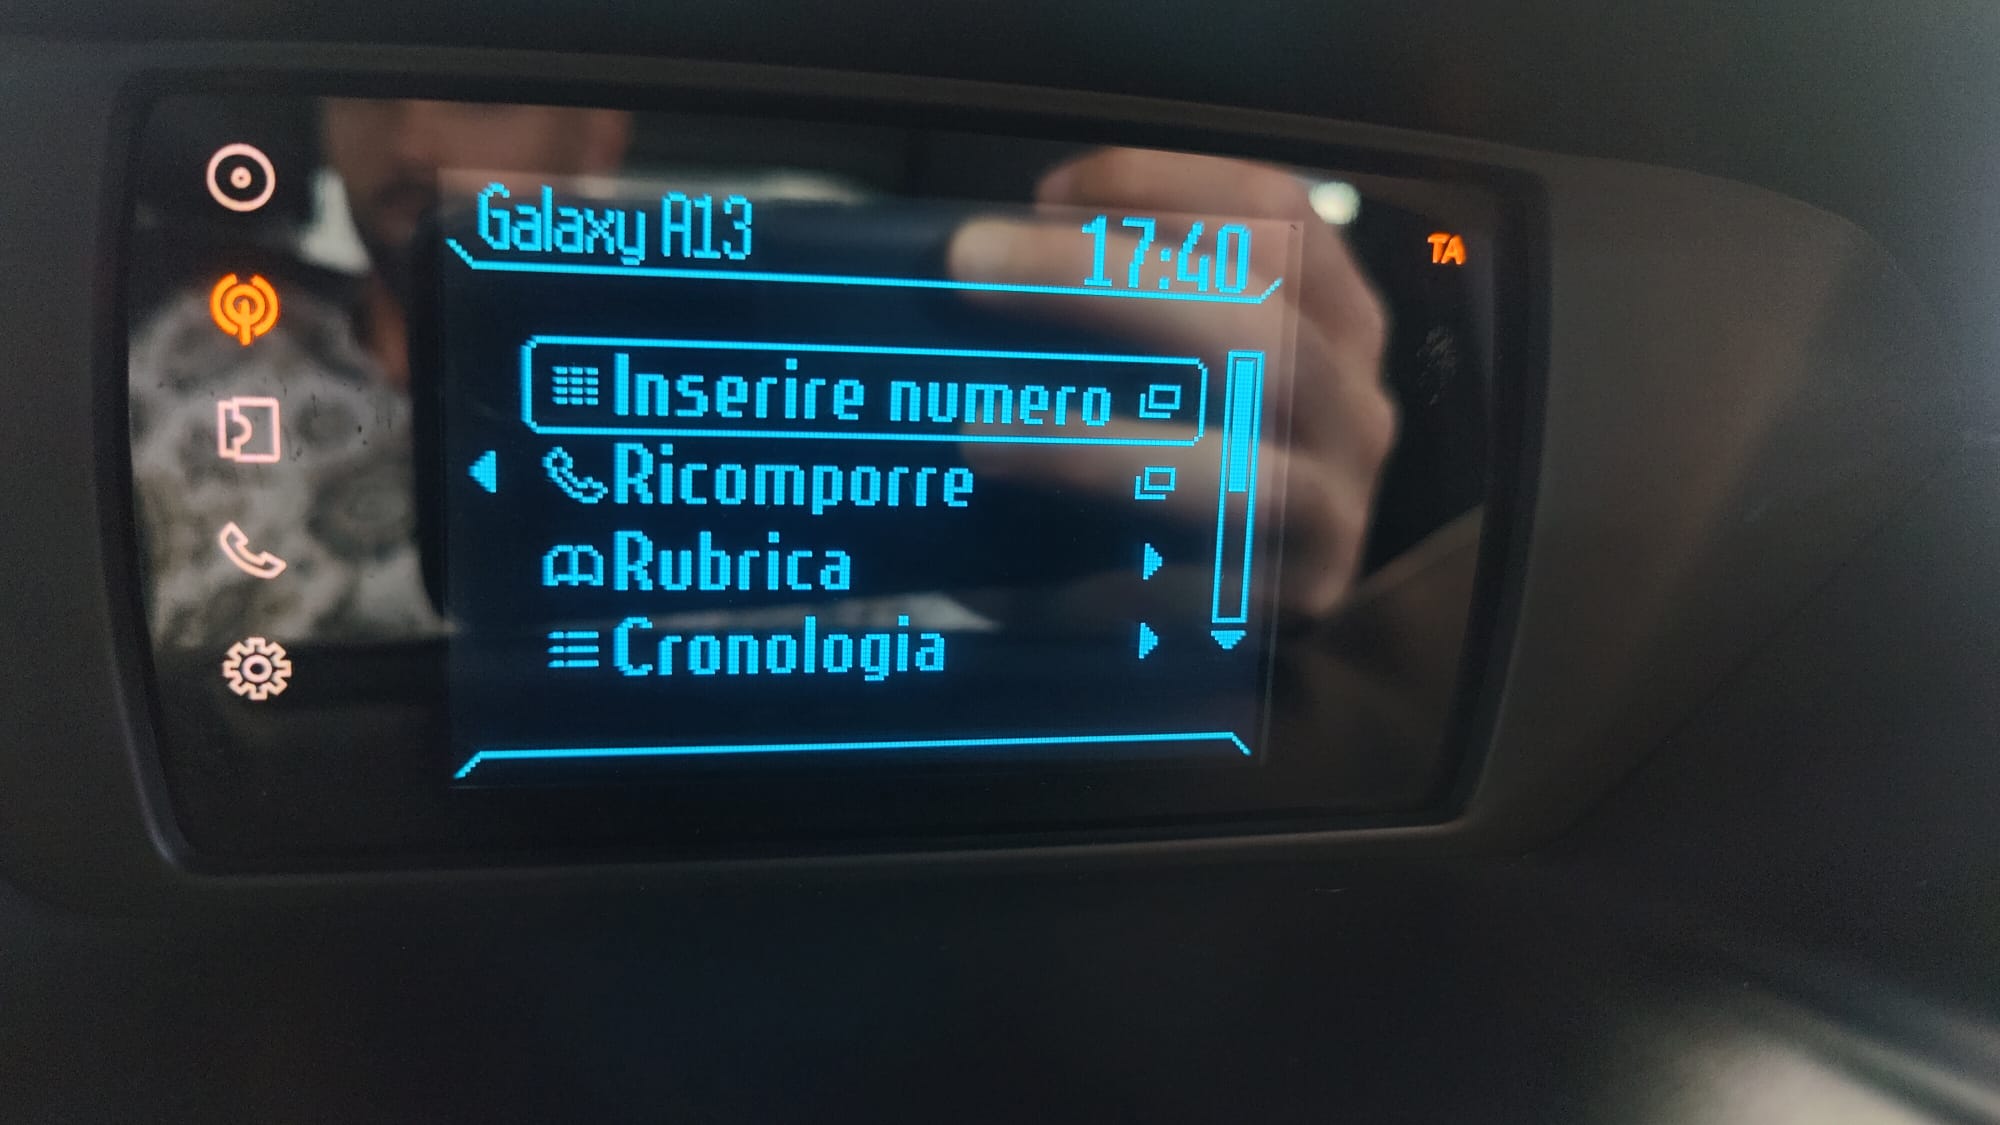 Galaxy A13 17:40
TA
Inserire numero
Ricomporre
Rubrica
Cronologia